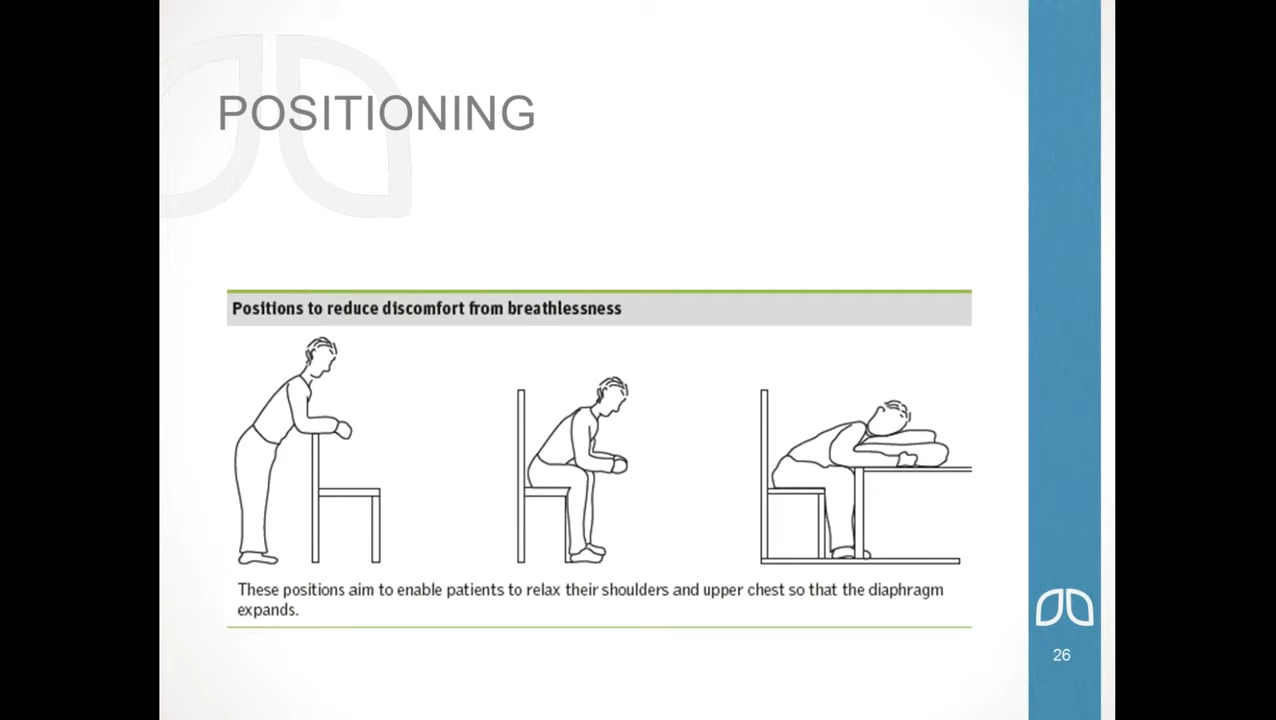 POSITIONING
Positions to reduce discomfort from breathlessness
These positions aim to enable patients to relax their shoulders and upper chest so that the diaphragm
expands.
26